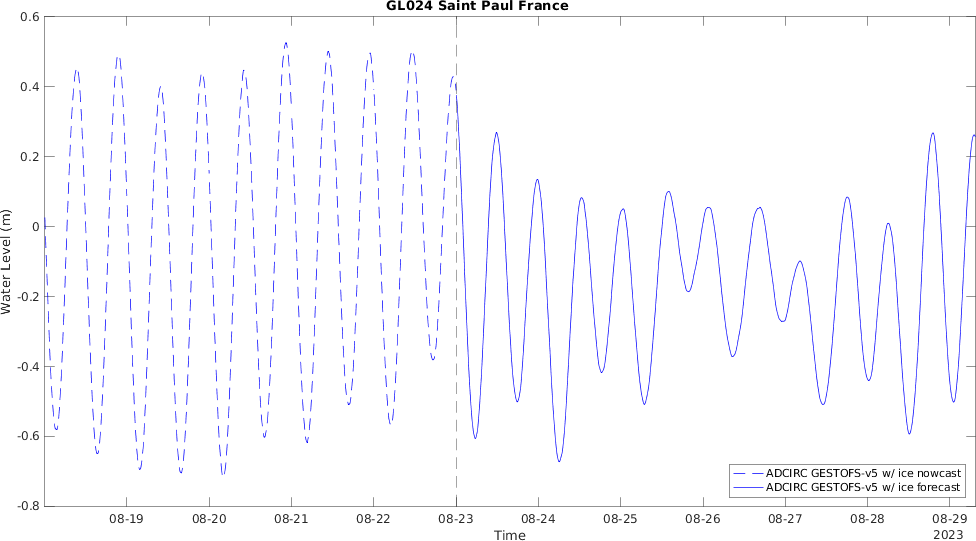 GL024 Saint Paul France
0.6
0.4
0.2
0
-0.2
-0.4
-0.6
-0.8
Water Level (m)
08-19 08-20 08-21 08-22 08-23 08-24 08-25 08-26 08-27 08-28 08-29
Time
2023
ADCIRC GESTOFS-v5 w/ ice nowcast
ADCIRC GESTOFS-v5 w/ ice forecast